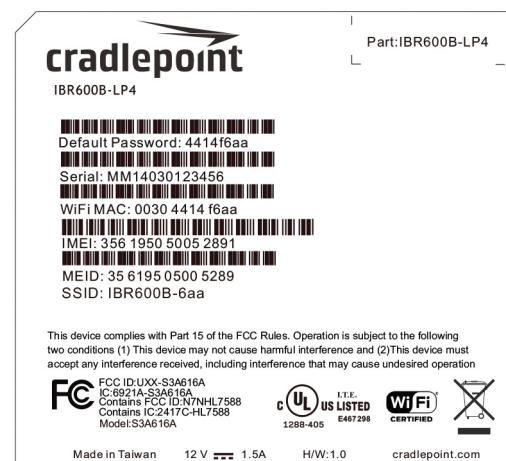 cradlepoint
Part:IBR600B-LP4
IBR600B-LP4
Default Password: 4414f6aa
Serial: MM14030123456
WiFi MAC: 0030 4414 f6aa
IMEI: 356 1950 5005 2891
MEID: 35 6195 0500 5289
SSID: IBR600B-6aa
This device complies with Part 15 of the FCC Rules. Operation is subject to the following
two conditions (1) This device may not cause harmful interference and (2)This device must
accept any interference received, including interference that may cause undesired operation
FC
FCC ID:UXX-S3A616A
IC:6921A-S3A616A
Contains FCC ID:N7NHL7588
Contains IC:2417C-HL7588
Model:S3A616A
C UL US LISTED
I.T.E.
E467298
1288-405
Wi Fi
CERTIFIED
Made in Taiwan 12 V 1.5A H/W:1.0 cradlepoint.com